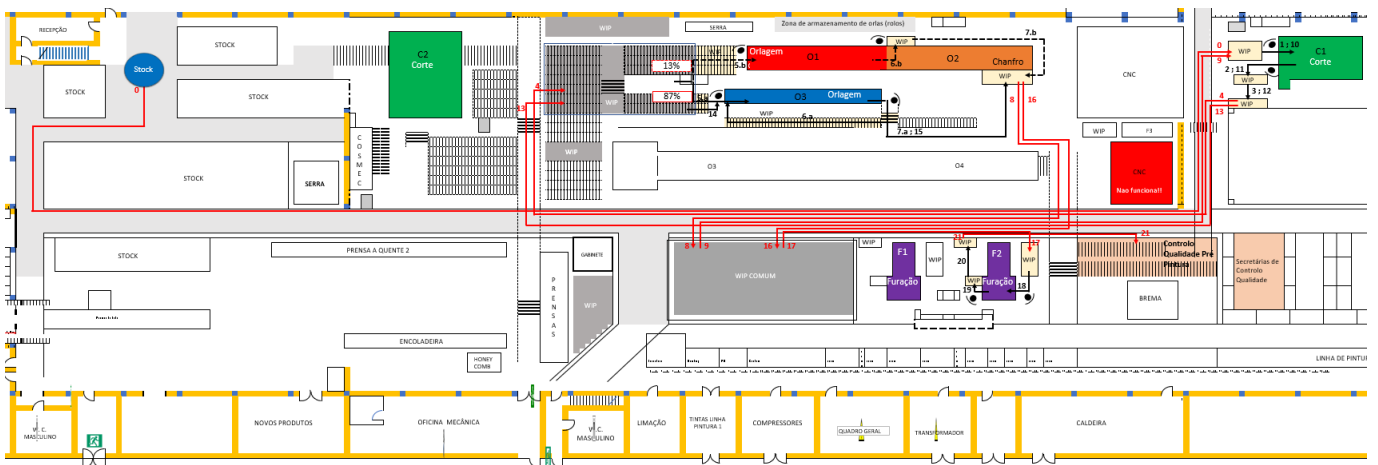 RECEPÇÃO
STOCK
STOCK
STOCK
Stock
0
C2
Corte
WIP
SERRA
Zona de armazenamento de orlas (rolos)
WIP
WIP
13%
87%
Orlagem
O1
O2
Chanfro
WIP
WIP
5.b
6.b
7.b
O3
Orlagem
WIP
6.a
7.a ; 15
14
8
16
4
13
WIP
CNC
WIP
F3
CNC
Nao funciona!!
0
9
WIP
1 ; 10
C1
Corte
2 ; 11
WIP
3 ; 12
4
13
WIP
STOCK
SERRA
COSMEC
WIP
O3
O4
STOCK
PRENSA A QUENTE 2
GABINETE
PRENSAS
WIP
8
9
16
17
WIP COMUM
WIP
F1
Furação
WIP
21
WIP
20
WIP
19
F2
Furação
17
WIP
18
21
Controlo
Qualidade Pré
Pintura
Secretárias de
Controlo
Qualidade
BREMA
ENCOLADEIRA
HONEY
COMB
LINHA DE PINTUR
W. C.
MASCULINO
NOVOS PRODUTOS
OFICINA MECÂNICA
W. C.
MASCULINO
LIMAÇÃO
TINTAS LINHA
PINTURA 1
COMPRESSORES
QUADRO GERAL
TRANSFORMADOR
CALDEIRA